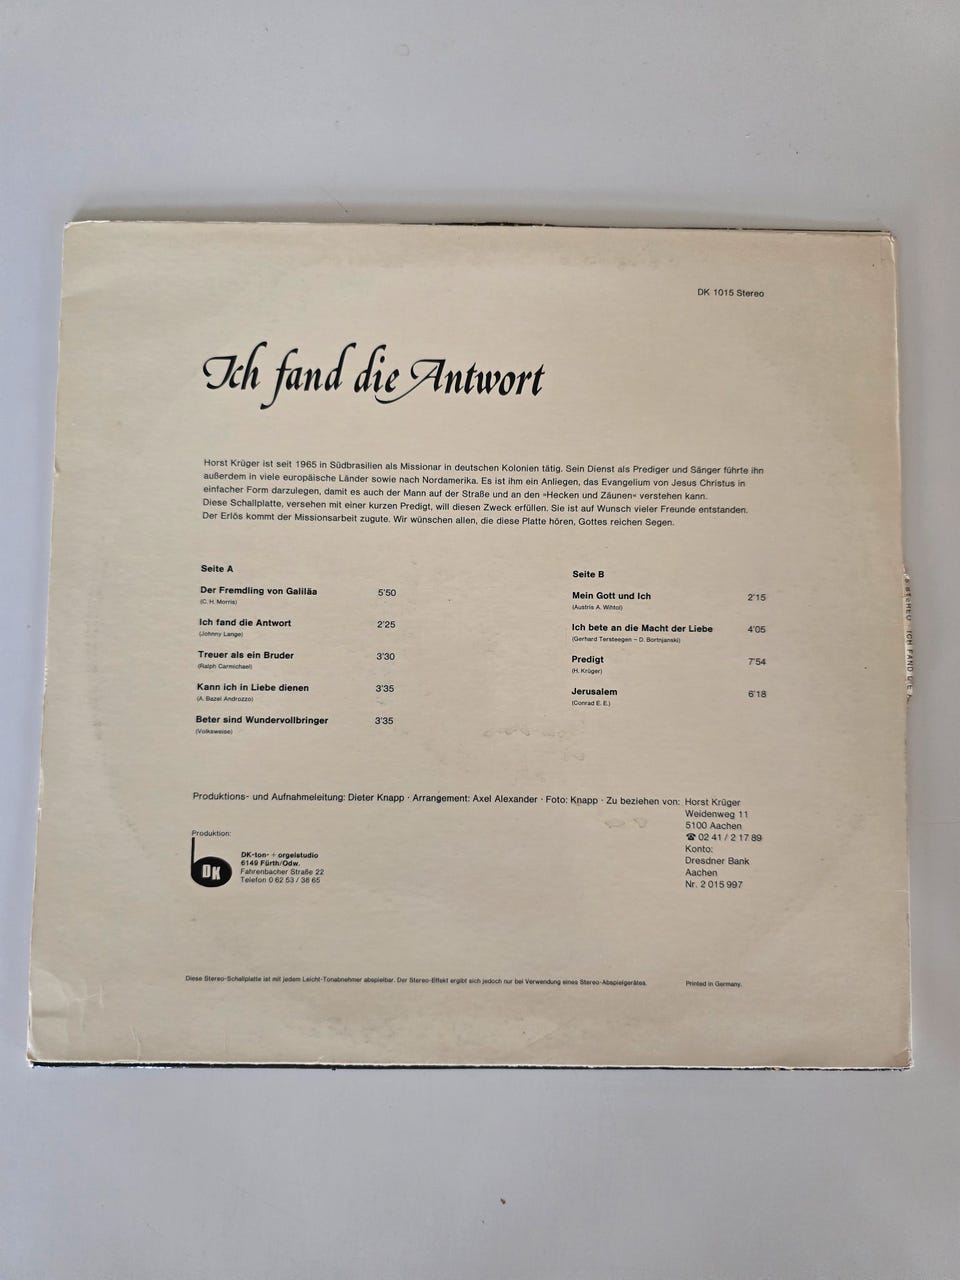 DK 1015 Stereo
Ich fand die Antwort
Horst Krüger ist seit 1965 in Südbrasilien als Missionar in deutschen Kolonien tätig. Sein Dienst als Prediger und Sänger führte ihn
außerdem in viele europäische Länder sowie nach Nordamerika. Es ist ihm ein Anliegen, das Evangelium von Jesus Christus in
einfacher Form darzulegen, damit es auch der Mann auf der Straße und an den »Hecken und Zäunen« verstehen kann.
Diese Schallplatte, versehen mit einer kurzen Predigt, will diesen Zweck erfüllen. Sie ist auf Wunsch vieler Freunde entstanden.
Der Erlös kommt der Missionsarbeit zugute. Wir wünschen allen, die diese Platte hören, Gottes reichen Segen.
Seite A
Der Fremdling von Galiläa 5'50
(C. H. Morris)
Ich fand die Antwort 2'25
(Johnny Lange)
Treuer als ein Bruder 3'30
(Ralph Carmichael)
Kann ich in Liebe dienen 3'35
(A. Bazel Androzzo)
Beter sind Wundervollbringer 3'35
(Volksweise)
Seite B
Mein Gott und Ich 2'15
(Austris A. Wihtol)
Ich bete an die Macht der Liebe 4'05
(Gerhard Tersteegen – D. Bortnjanski)
Predigt 7'54
(H. Krüger)
Jerusalem 6'18
(Conrad E. E.)
Produktions- und Aufnahmeleitung: Dieter Knapp · Arrangement: Axel Alexander · Foto: Knapp · Zu beziehen von: Horst Krüger
Weidenweg 11
5100 Aachen
☎ 02 41 / 2 17 89
Konto:
Dresdner Bank
Aachen
Nr. 2 015 997
Produktion:
DK
DK-ton- + orgelstudio
6149 Fürth/Odw.
Fahrenbacher Straße 22
Telefon 0 62 53 / 38 65
Diese Stereo-Schallplatte ist mit jedem Leicht-Tonabnehmer abspielbar. Der Stereo-Effekt ergibt sich jedoch nur bei Verwendung eines Stereo-Abspielgerätes. Printed in Germany.
ICH FAND DIE